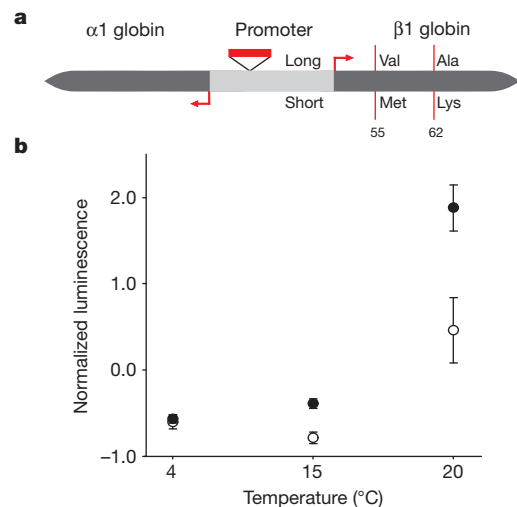 a
α1 globin Promoter β1 globin
Long Val Ala
Short Met Lys
55 62
b
Normalized luminescence
2.0
1.0
0.0
−1.0
4 15 20
Temperature (°C)